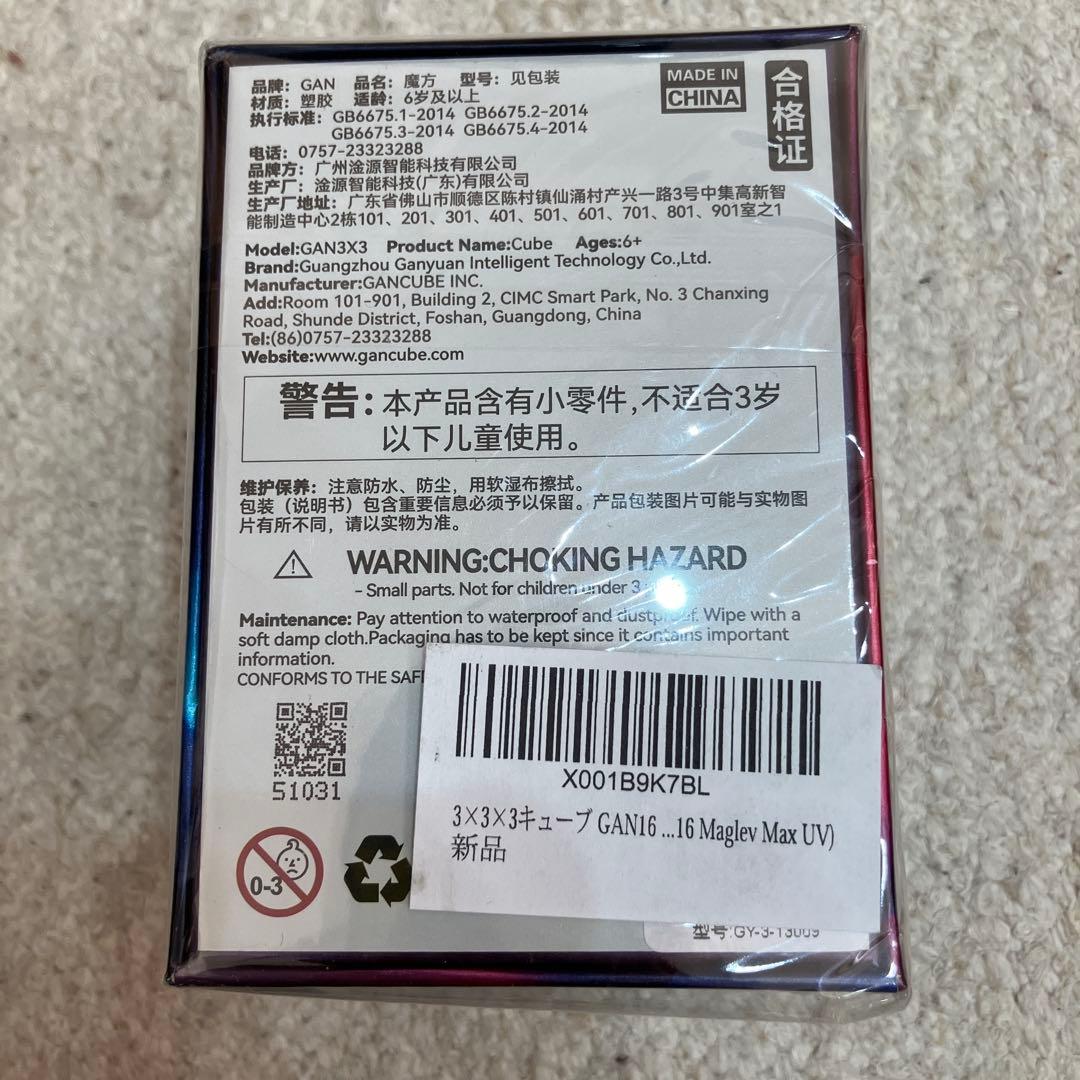 品牌：GAN 品名：魔方 型号：见包装
材质：塑胶 适龄：6岁及以上
执行标准：GB6675.1-2014 GB6675.2-2014
GB6675.3-2014 GB6675.4-2014
电话：0757-23323288
品牌方：广州淦源智能科技有限公司
生产厂：淦源智能科技(广东)有限公司
生产厂地址：广东省佛山市顺德区陈村镇仙涌村产兴一路3号中集高新智
能制造中心2栋101、201、301、401、501、601、701、801、901室之1
MADE IN
CHINA
合格证
Model:GAN3X3 Product Name:Cube Ages:6+
Brand:Guangzhou Ganyuan Intelligent Technology Co.,Ltd.
Manufacturer:GANCUBE INC.
Add:Room 101-901, Building 2, CIMC Smart Park, No. 3 Chanxing
Road, Shunde District, Foshan, Guangdong, China
Tel:(86)0757-23323288
Website:www.gancube.com
警告：本产品含有小零件,不适合3岁
以下儿童使用。
维护保养：注意防水、防尘，用软湿布擦拭。
包装（说明书）包含重要信息必须予以保留。产品包装图片可能与实物图
片有所不同，请以实物为准。
WARNING:CHOKING HAZARD
- Small parts. Not for children under 3
Maintenance: Pay attention to waterproof and dustproof. Wipe with a
soft damp cloth.Packaging has to be kept since it contains important
information.
CONFORMS TO THE
51031
0-3
X001B9K7BL
3×3×3キューブ GAN16 ...16 Maglev Max UV)
新品
型号:GY-3-13009